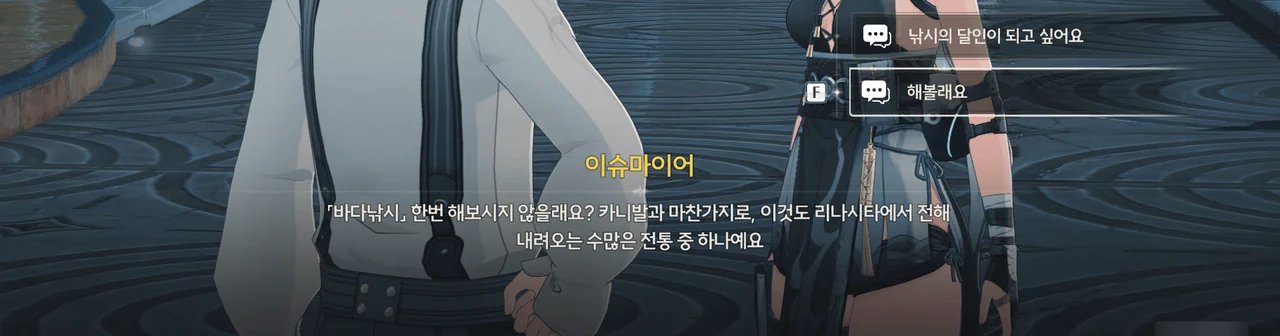 낚시의 달인이 되고 싶어요
F
해볼래요
이슈마이어
「바다낚시」 한번 해보시지 않을래요? 카니발과 마찬가지로, 이것도 리나시타에서 전해
내려오는 수많은 전통 중 하나예요